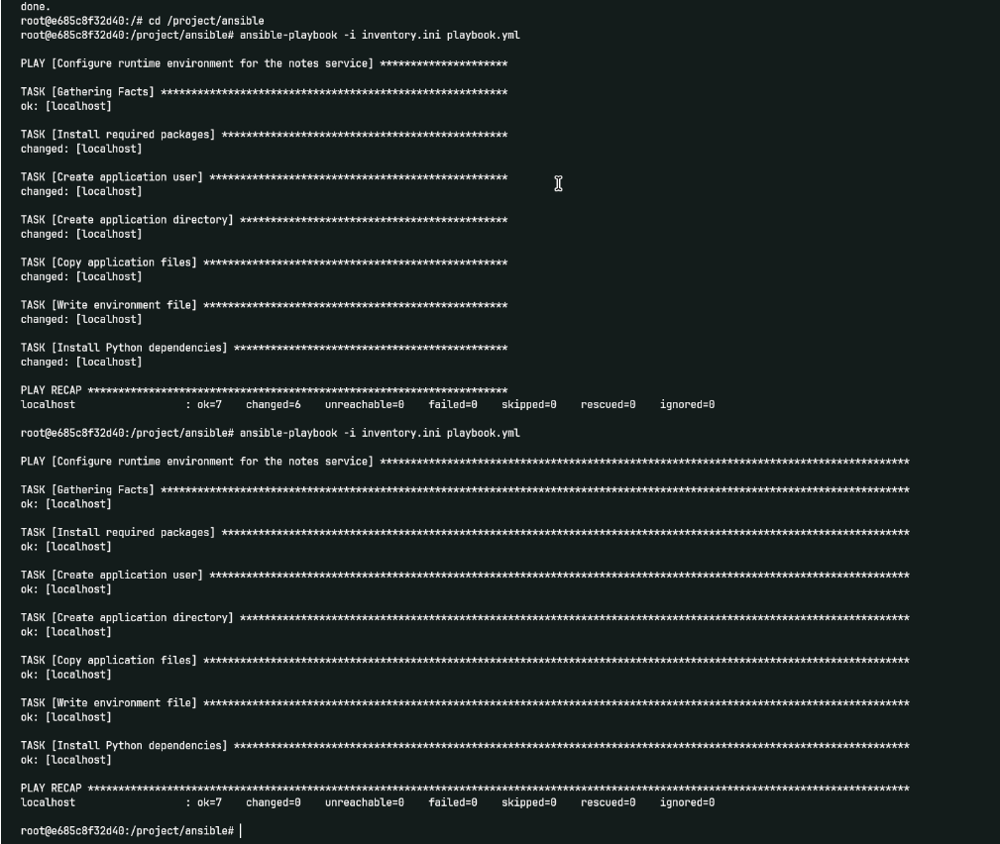 done.
root@e685c8f32d40:/# cd /project/ansible
root@e685c8f32d40:/project/ansible# ansible-playbook -i inventory.ini playbook.yml
PLAY [Configure runtime environment for the notes service] *********************
TASK [Gathering Facts] *********************************************************
ok: [localhost]
TASK [Install required packages] ***********************************************
changed: [localhost]
TASK [Create application user] *************************************************
changed: [localhost]
TASK [Create application directory] ********************************************
changed: [localhost]
TASK [Copy application files] **************************************************
changed: [localhost]
TASK [Write environment file] **************************************************
changed: [localhost]
TASK [Install Python dependencies] *********************************************
changed: [localhost]
PLAY RECAP *********************************************************************
localhost                  : ok=7    changed=6    unreachable=0    failed=0    skipped=0    rescued=0    ignored=0
root@e685c8f32d40:/project/ansible# ansible-playbook -i inventory.ini playbook.yml
PLAY [Configure runtime environment for the notes service] ***************************************************************************************
TASK [Gathering Facts] ***************************************************************************************************************************
ok: [localhost]
TASK [Install required packages] *****************************************************************************************************************
ok: [localhost]
TASK [Create application user] *******************************************************************************************************************
ok: [localhost]
TASK [Create application directory] **************************************************************************************************************
ok: [localhost]
TASK [Copy application files] ********************************************************************************************************************
ok: [localhost]
TASK [Write environment file] ********************************************************************************************************************
ok: [localhost]
TASK [Install Python dependencies] ***************************************************************************************************************
ok: [localhost]
PLAY RECAP ***************************************************************************************************************************************
localhost                  : ok=7    changed=0    unreachable=0    failed=0    skipped=0    rescued=0    ignored=0
root@e685c8f32d40:/project/ansible#